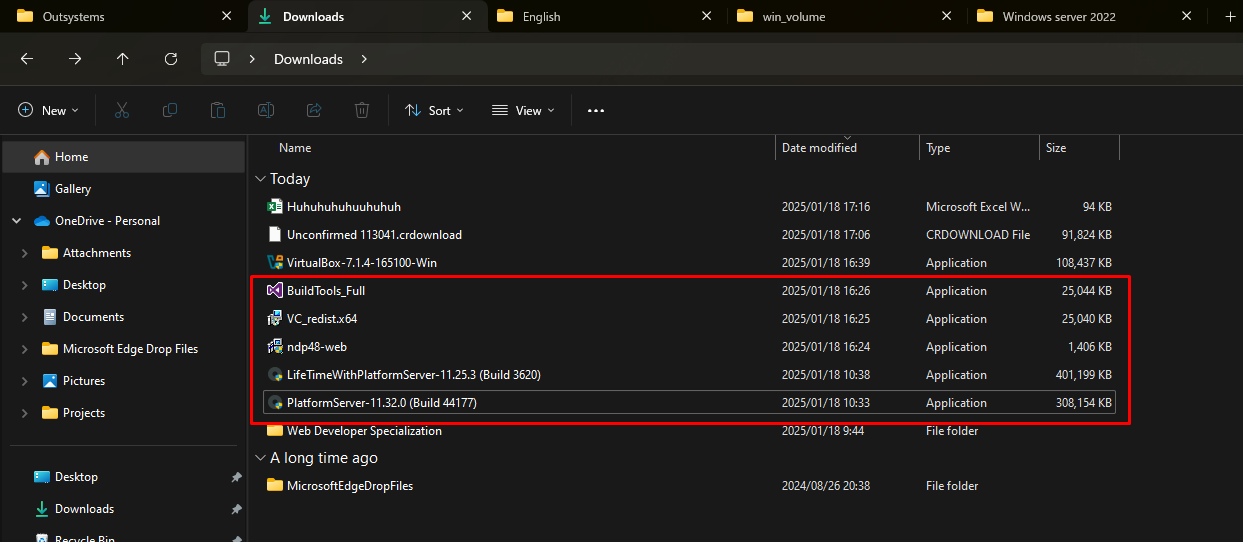 Outsystems
Downloads
English
win_volume
Windows server 2022
Downloads
New
Sort
View
Name Date modified Type Size
Home
Gallery
OneDrive - Personal
Attachments
Desktop
Documents
Microsoft Edge Drop Files
Pictures
Projects
Desktop
Downloads
Recycle Bin
Today
Huhuhuhuhuuhuhuh 2025/01/18 17:16 Microsoft Excel W... 94 KB
Unconfirmed 113041.crdownload 2025/01/18 17:06 CRDOWNLOAD File 91,824 KB
VirtualBox-7.1.4-165100-Win 2025/01/18 16:39 Application 108,437 KB
BuildTools_Full 2025/01/18 16:26 Application 25,044 KB
VC_redist.x64 2025/01/18 16:25 Application 25,040 KB
ndp48-web 2025/01/18 16:24 Application 1,406 KB
LifeTimeWithPlatformServer-11.25.3 (Build 3620) 2025/01/18 10:38 Application 401,199 KB
PlatformServer-11.32.0 (Build 44177) 2025/01/18 10:33 Application 308,154 KB
Web Developer Specialization 2025/01/18 9:44 File folder
A long time ago
MicrosoftEdgeDropFiles 2024/08/26 20:38 File folder